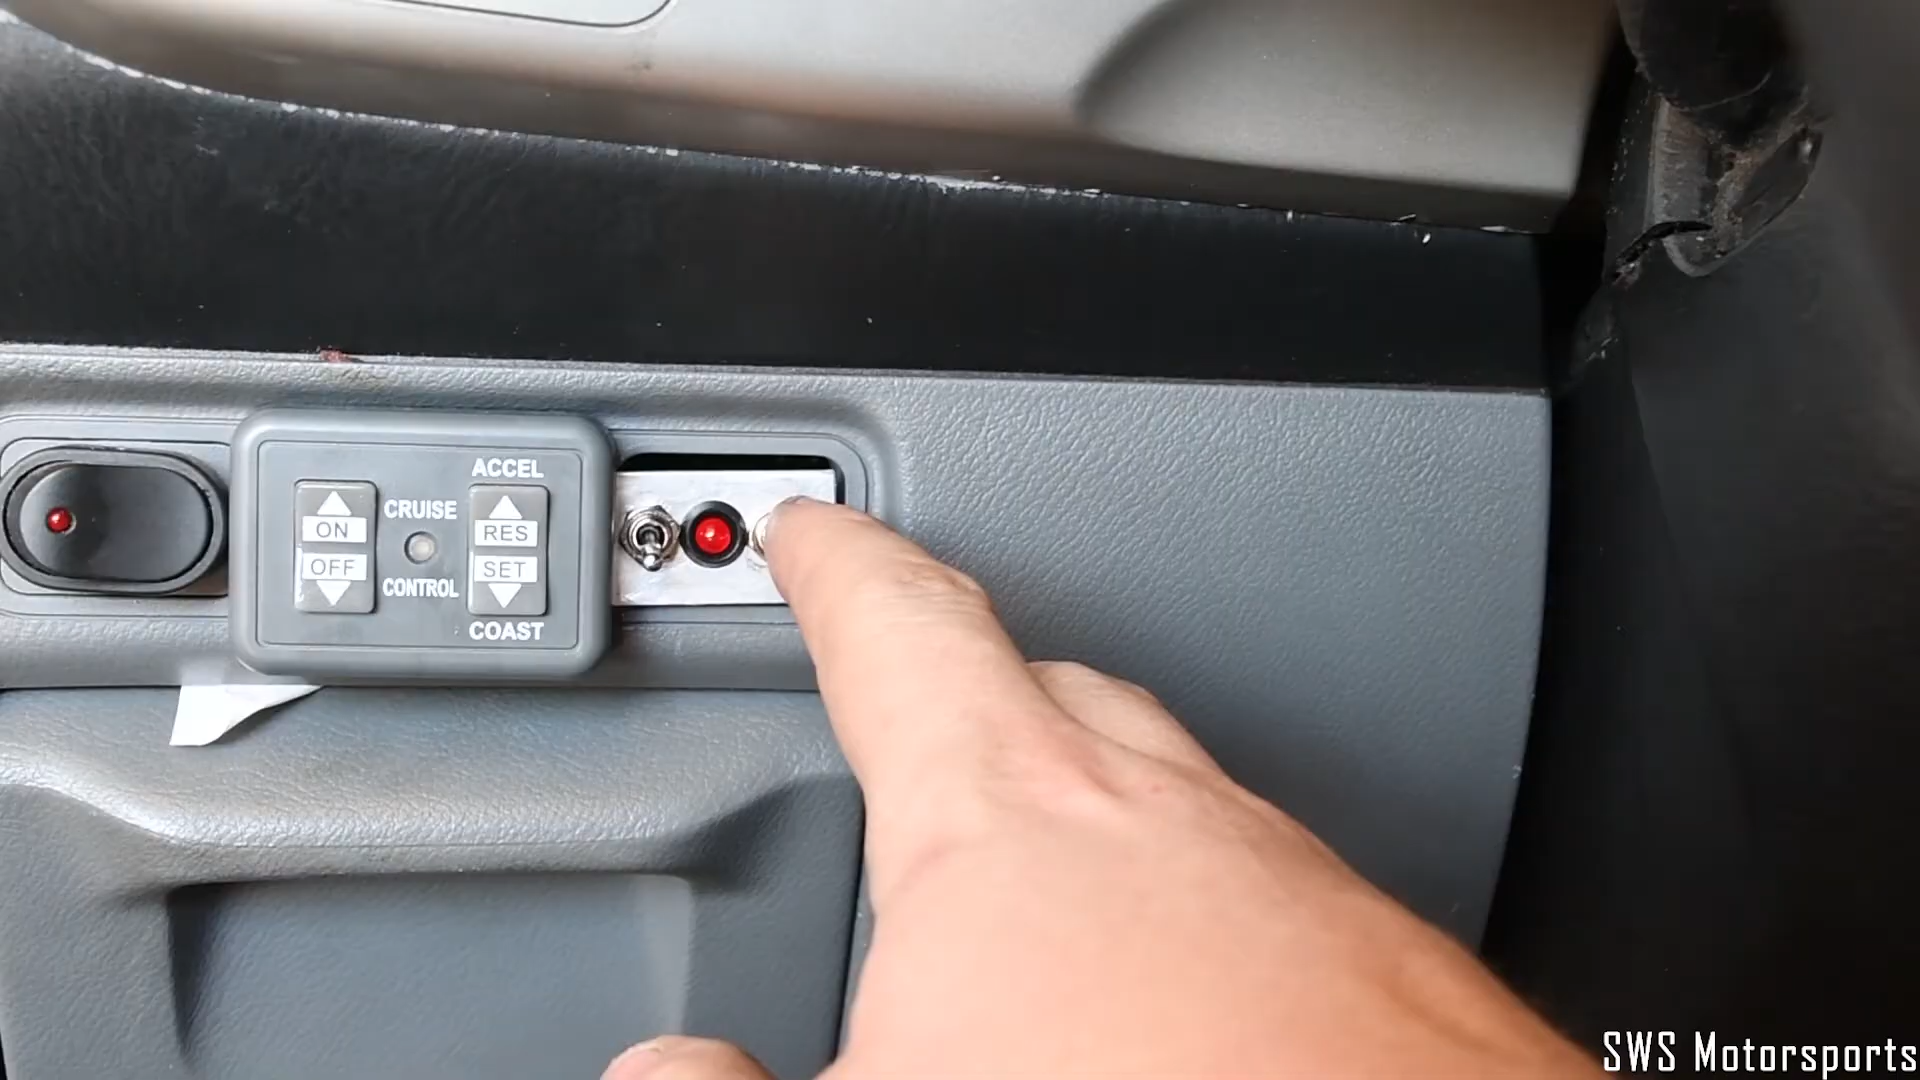 ACCEL
ON
CRUISE
RES
OFF
CONTROL
SET
COAST
SWS Motorsports